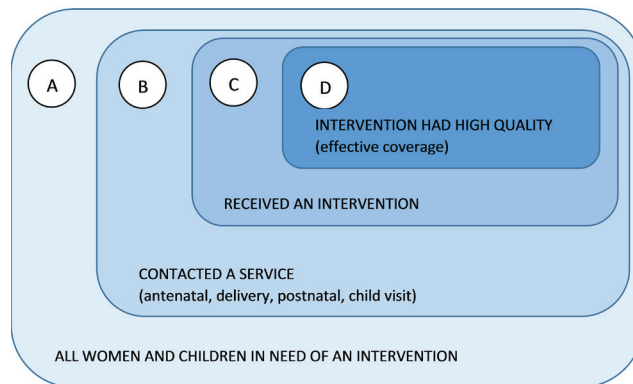 A
B
C
D
INTERVENTION HAD HIGH QUALITY
(effective coverage)
RECEIVED AN INTERVENTION
CONTACTED A SERVICE
(antenatal, delivery, postnatal, child visit)
ALL WOMEN AND CHILDREN IN NEED OF AN INTERVENTION